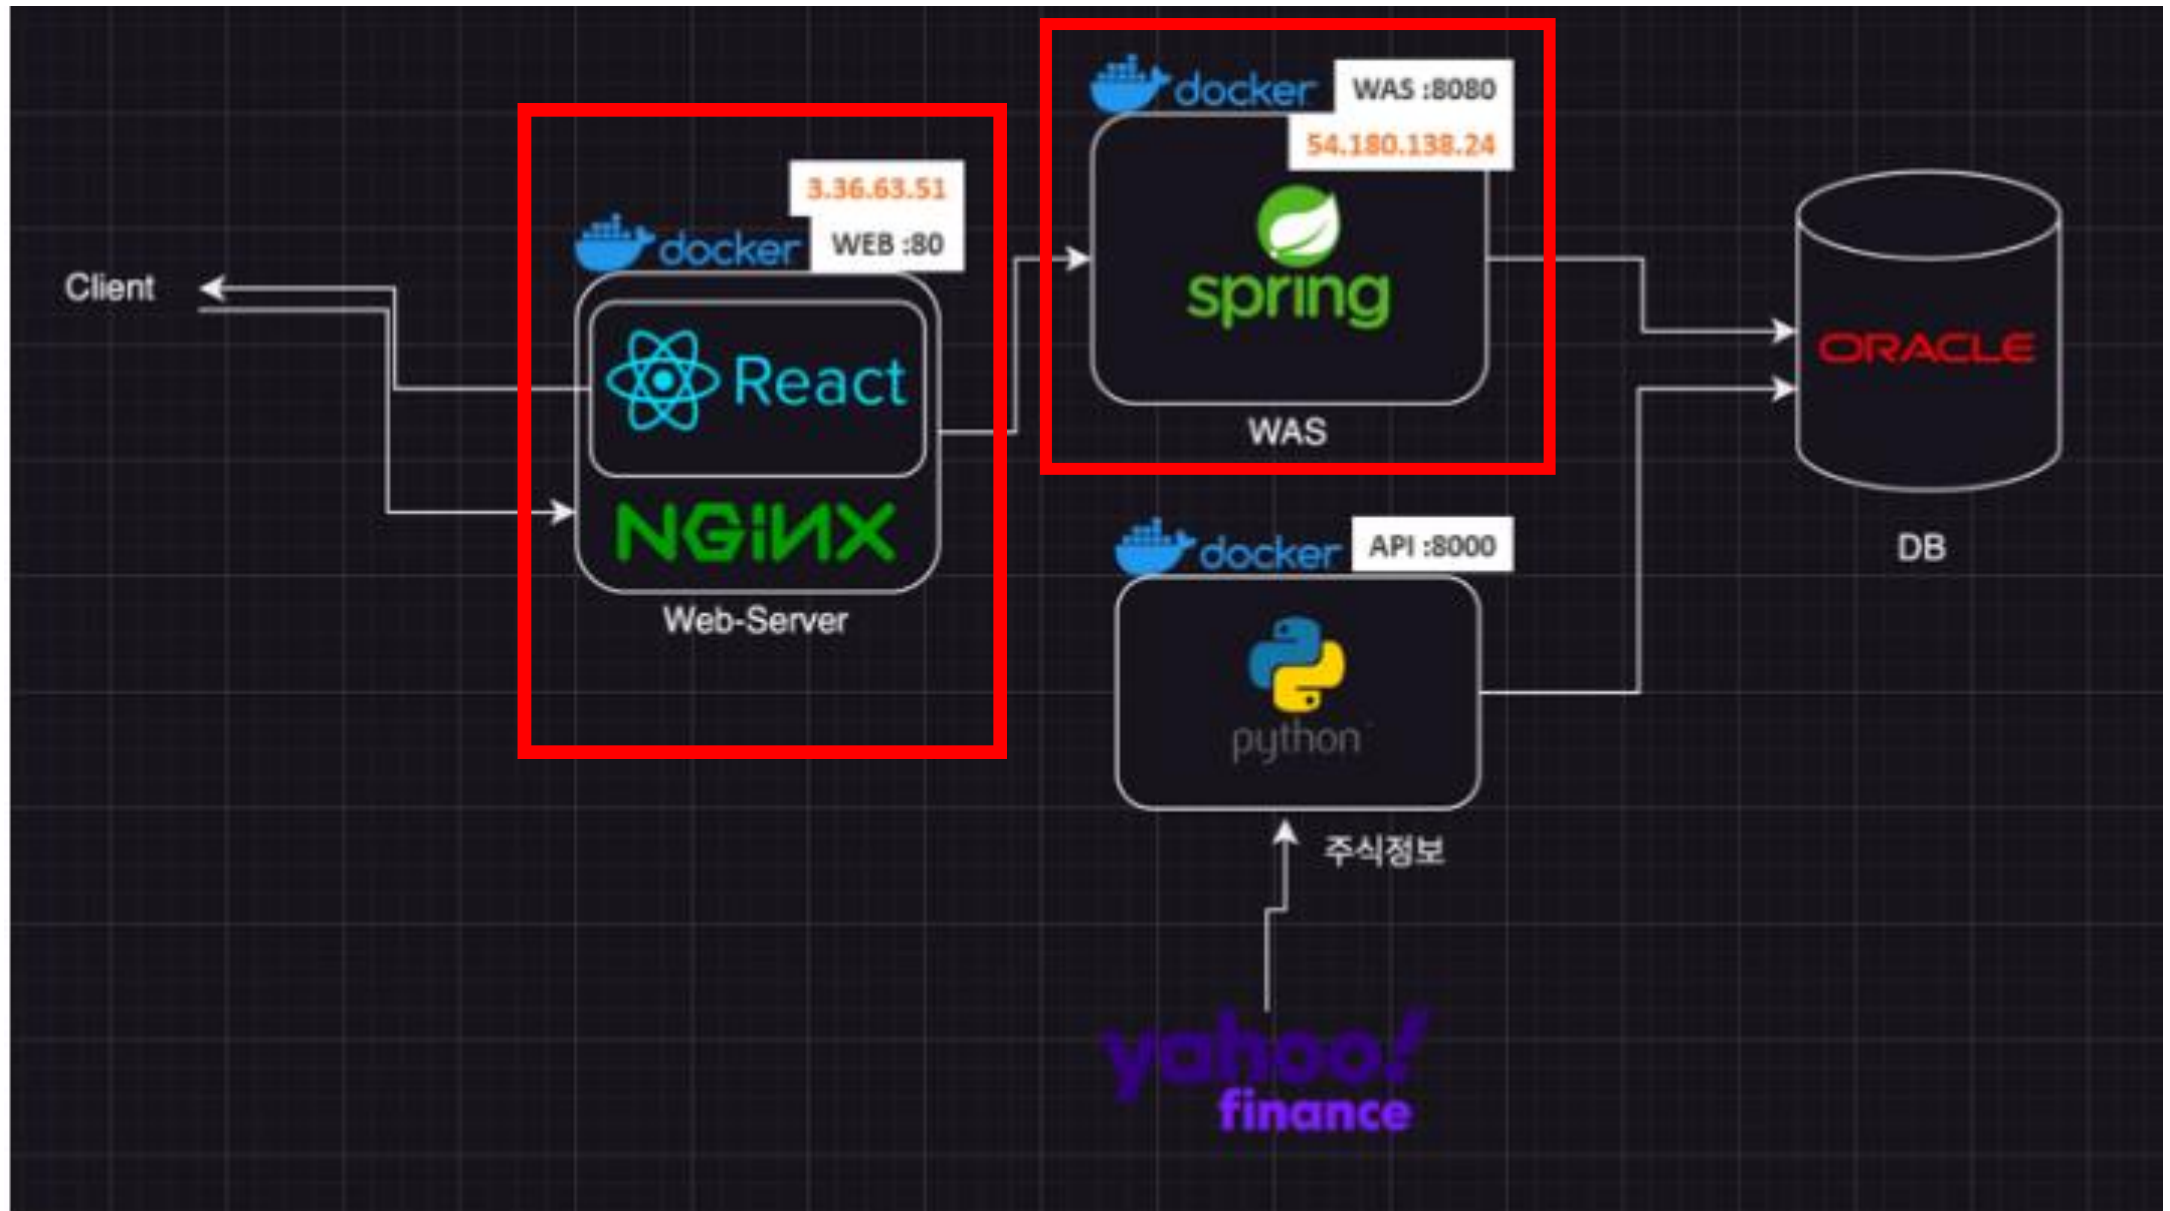 Client
3.36.63.51
docker
WEB :80
React
NGiNX
Web-Server
docker
WAS :8080
54.180.138.24
spring
WAS
docker
API :8000
python
주식정보
yahoo!
finance
ORACLE
DB